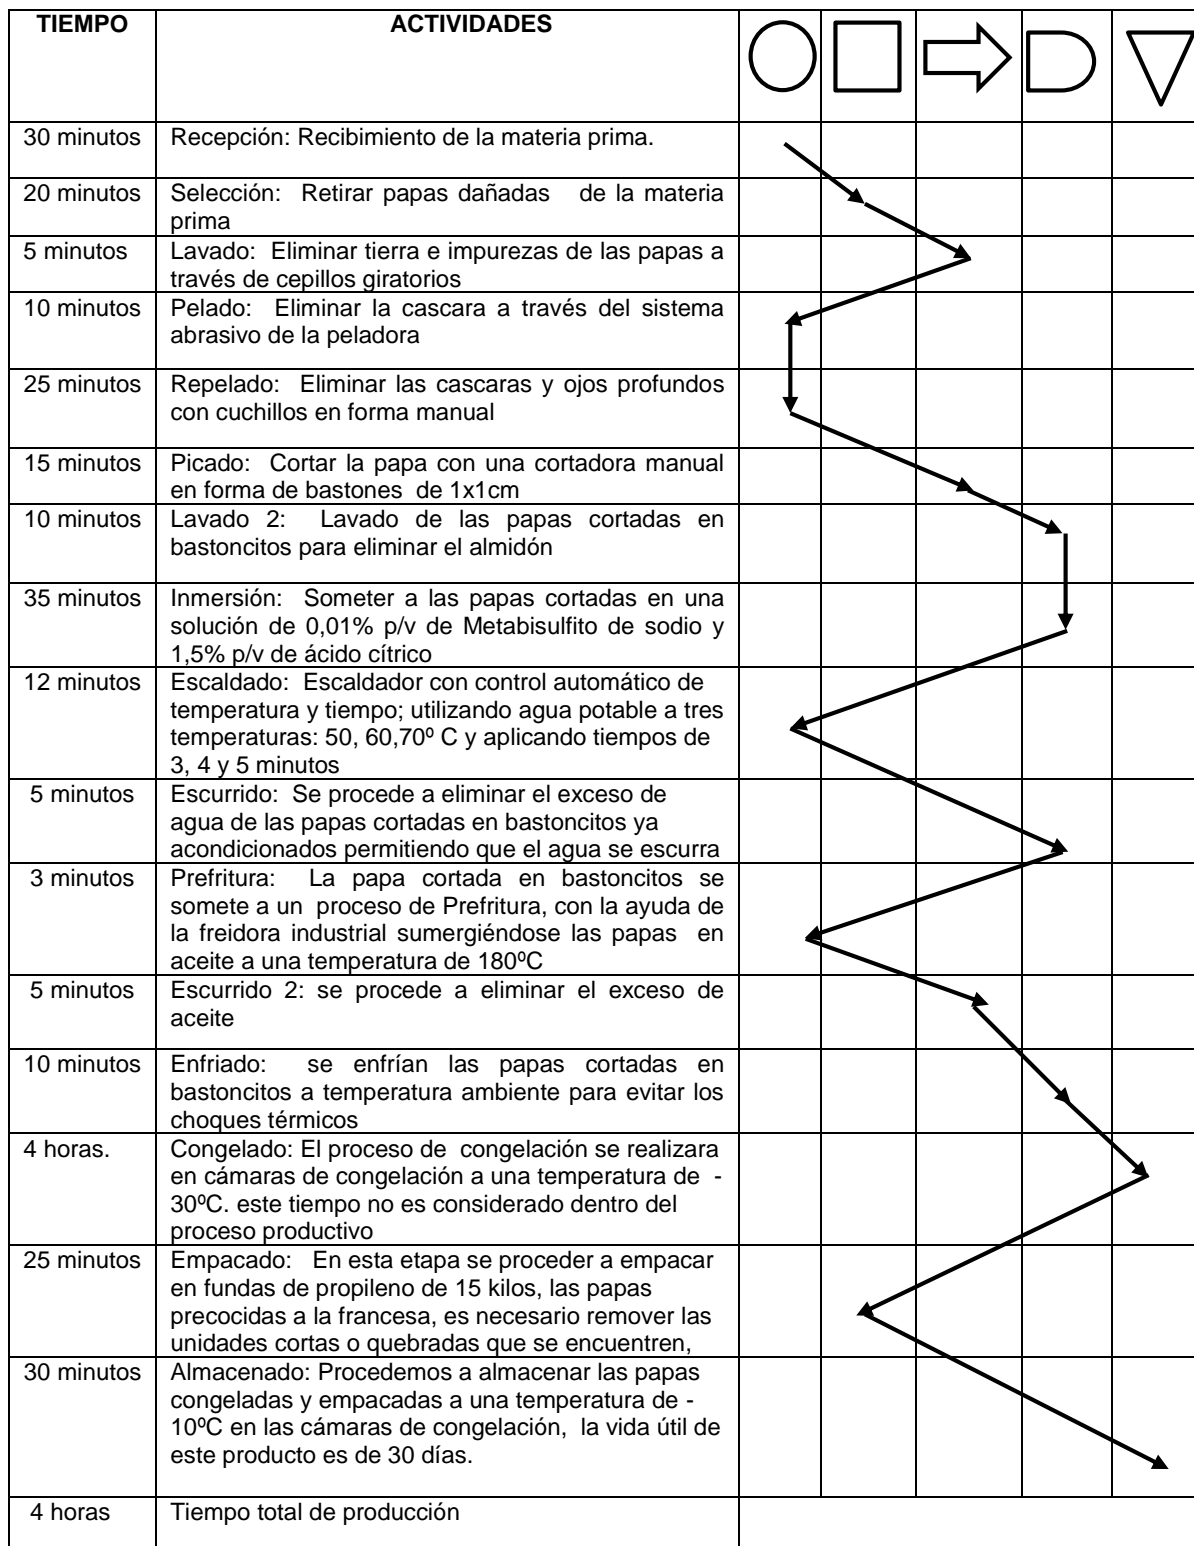 TIEMPO ACTIVIDADES
30 minutos Recepción: Recibimiento de la materia prima.
20 minutos Selección: Retirar papas dañadas de la materia
prima
5 minutos Lavado: Eliminar tierra e impurezas de las papas a
través de cepillos giratorios
10 minutos Pelado: Eliminar la cascara a través del sistema
abrasivo de la peladora
25 minutos Repelado: Eliminar las cascaras y ojos profundos
con cuchillos en forma manual
15 minutos Picado: Cortar la papa con una cortadora manual
en forma de bastones de 1x1cm
10 minutos Lavado 2: Lavado de las papas cortadas en
bastoncitos para eliminar el almidón
35 minutos Inmersión: Someter a las papas cortadas en una
solución de 0,01% p/v de Metabisulfito de sodio y
1,5% p/v de ácido cítrico
12 minutos Escaldado: Escaldador con control automático de
temperatura y tiempo; utilizando agua potable a tres
temperaturas: 50, 60,70º C y aplicando tiempos de
3, 4 y 5 minutos
5 minutos Escurrido: Se procede a eliminar el exceso de
agua de las papas cortadas en bastoncitos ya
acondicionados permitiendo que el agua se escurra
3 minutos Prefritura: La papa cortada en bastoncitos se
somete a un proceso de Prefritura, con la ayuda de
la freidora industrial sumergiéndose las papas en
aceite a una temperatura de 180ºC
5 minutos Escurrido 2: se procede a eliminar el exceso de
aceite
10 minutos Enfriado: se enfrían las papas cortadas en
bastoncitos a temperatura ambiente para evitar los
choques térmicos
4 horas. Congelado: El proceso de congelación se realizara
en cámaras de congelación a una temperatura de -
30ºC. este tiempo no es considerado dentro del
proceso productivo
25 minutos Empacado: En esta etapa se proceder a empacar
en fundas de propileno de 15 kilos, las papas
precocidas a la francesa, es necesario remover las
unidades cortas o quebradas que se encuentren,
30 minutos Almacenado: Procedemos a almacenar las papas
congeladas y empacadas a una temperatura de -
10ºC en las cámaras de congelación, la vida útil de
este producto es de 30 días.
4 horas Tiempo total de producción